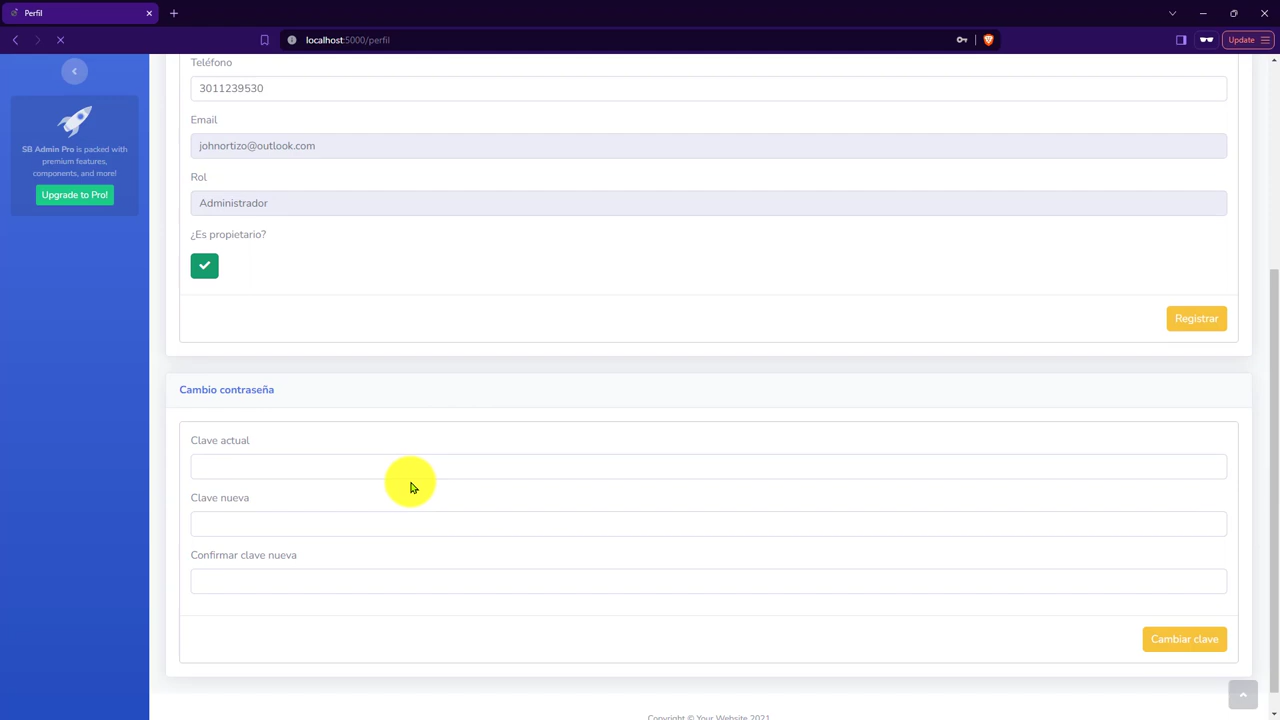 Perfil
localhost:5000/perfil
Update
SB Admin Pro is packed with
premium features,
components, and more!
Upgrade to Pro!
Teléfono
3011239530
Email
johnortizo@outlook.com
Rol
Administrador
¿Es propietario?
Registrar
Cambio contraseña
Clave actual
Clave nueva
Confirmar clave nueva
Cambiar clave
Copyright © Your Website 2021